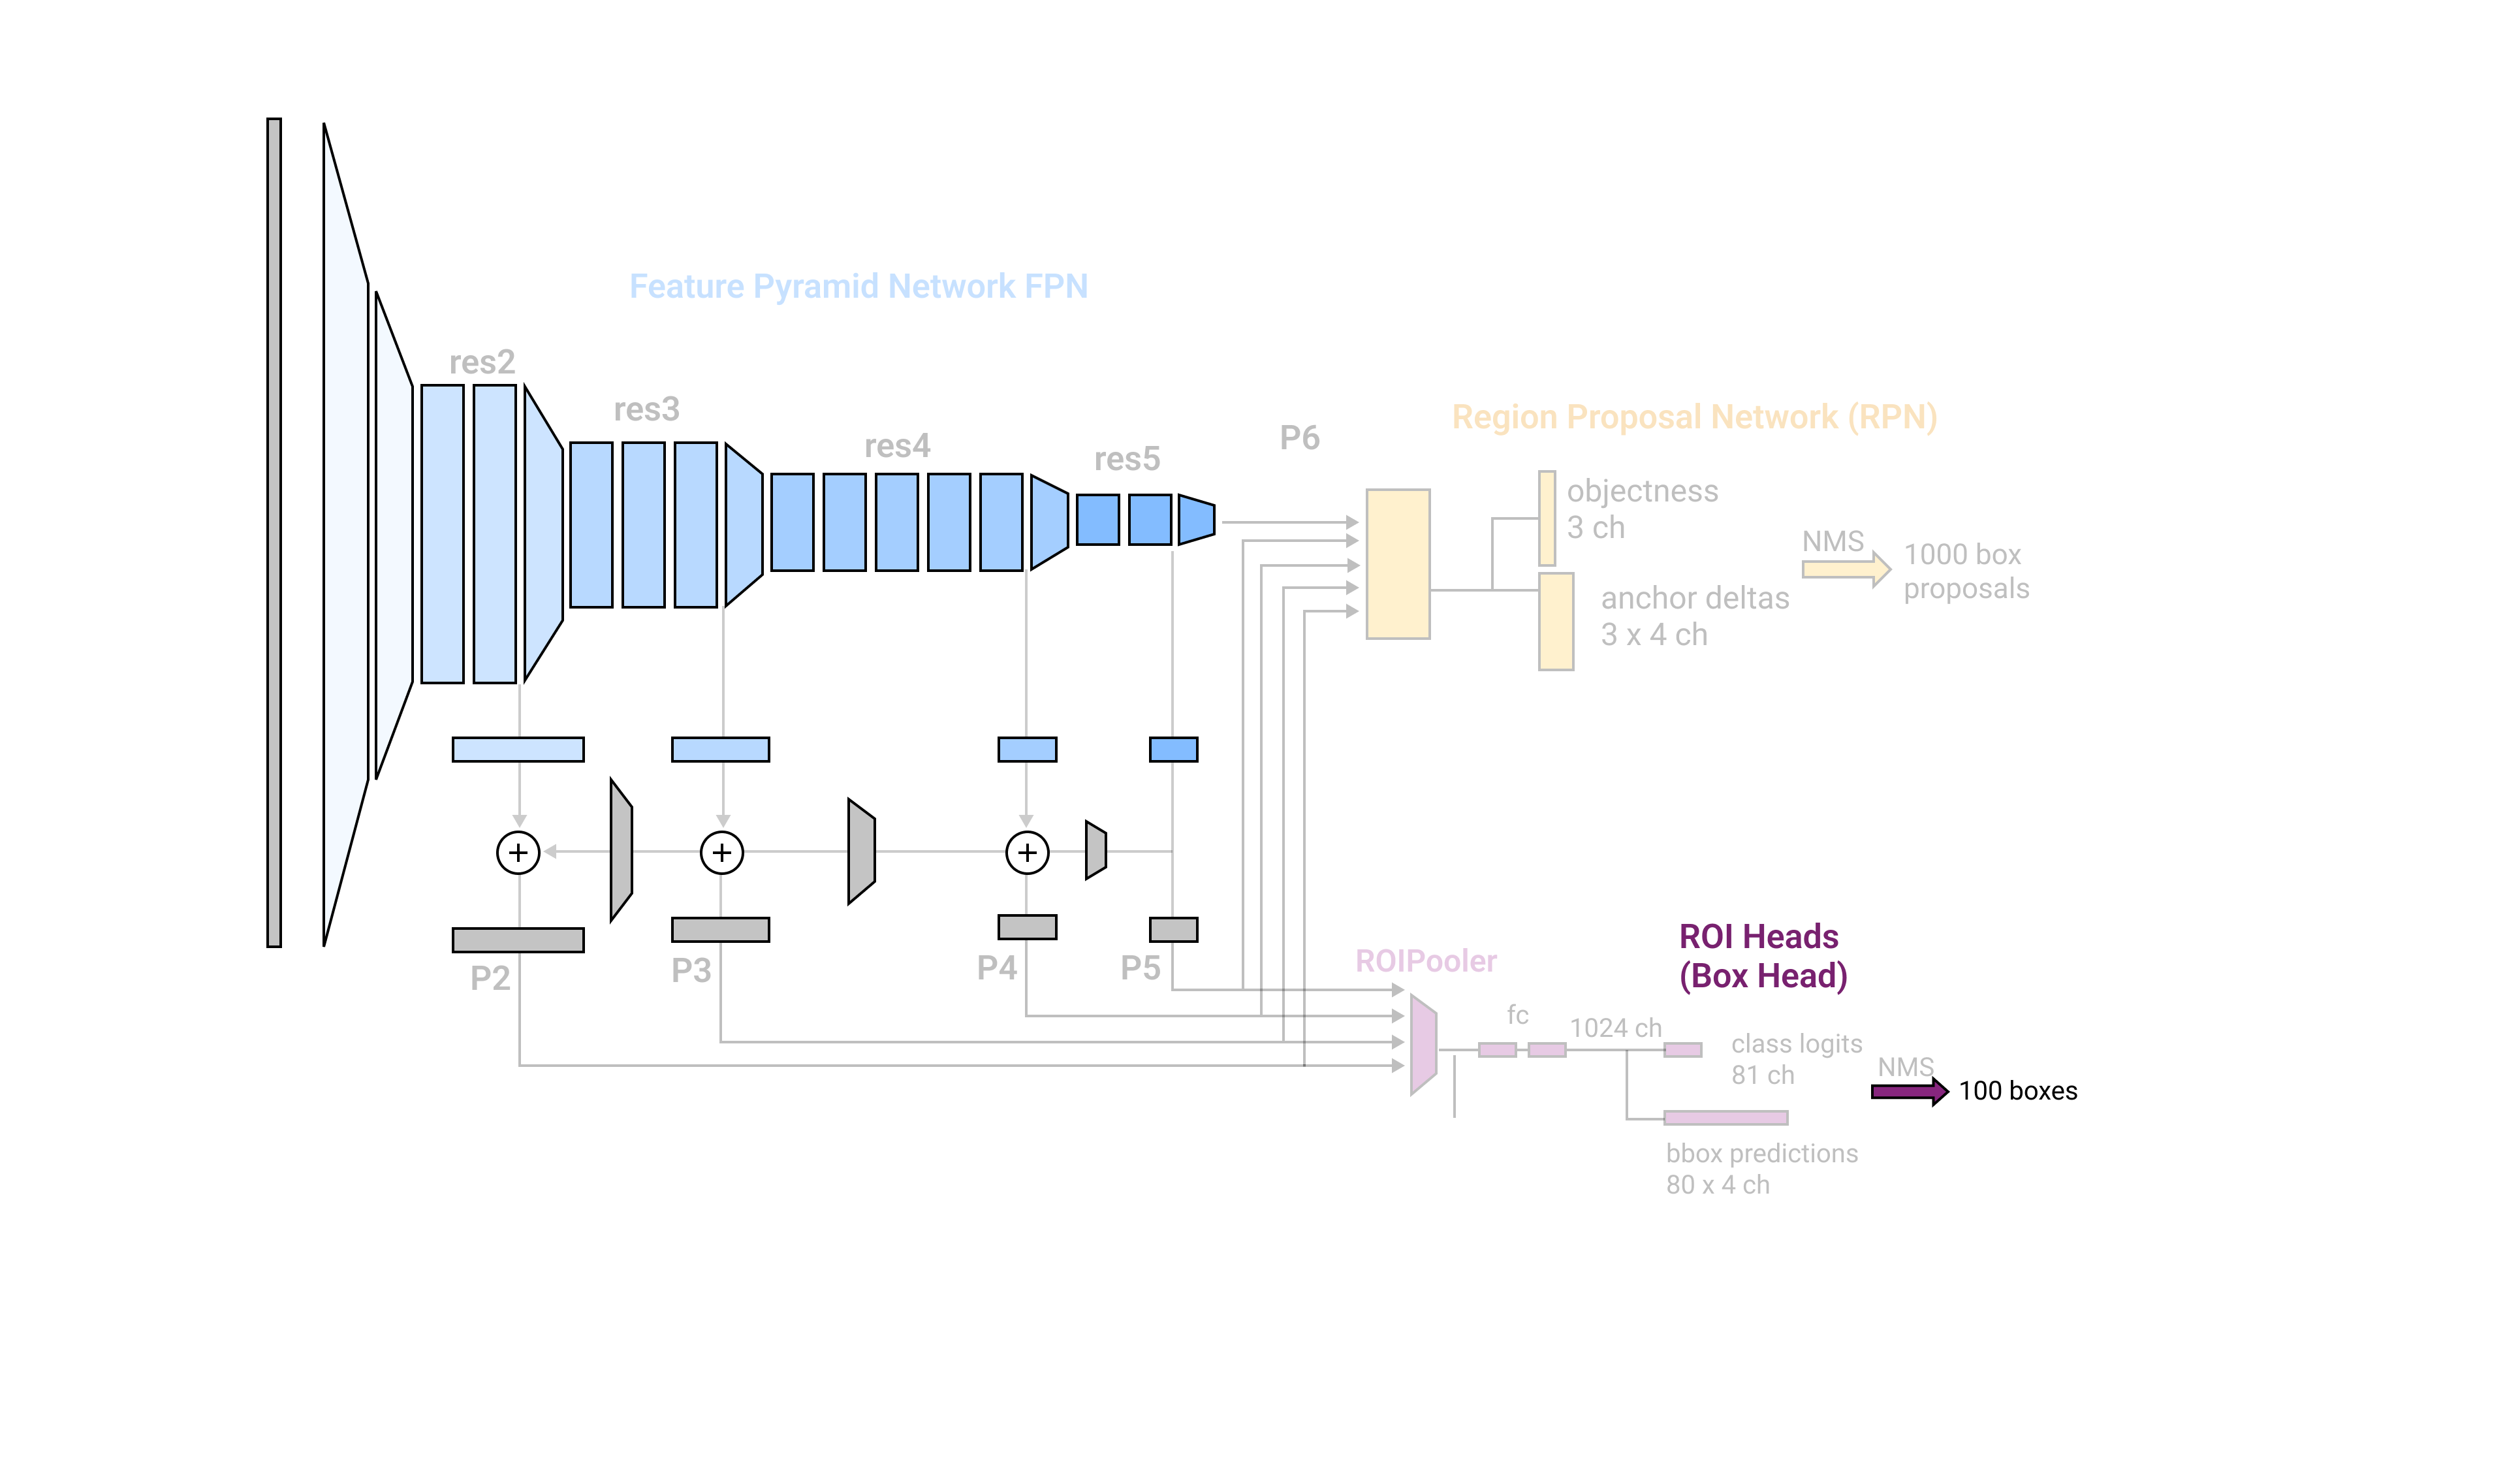 Feature Pyramid Network FPN
res2
res3
res4
res5
P6
Region Proposal Network (RPN)
objectness
3 ch
anchor deltas
3 x 4 ch
NMS
1000 box
proposals
+
+
+
P2
P3
P4
P5
ROIPooler
ROI Heads
(Box Head)
fc
1024 ch
class logits
81 ch
bbox predictions
80 x 4 ch
NMS
100 boxes